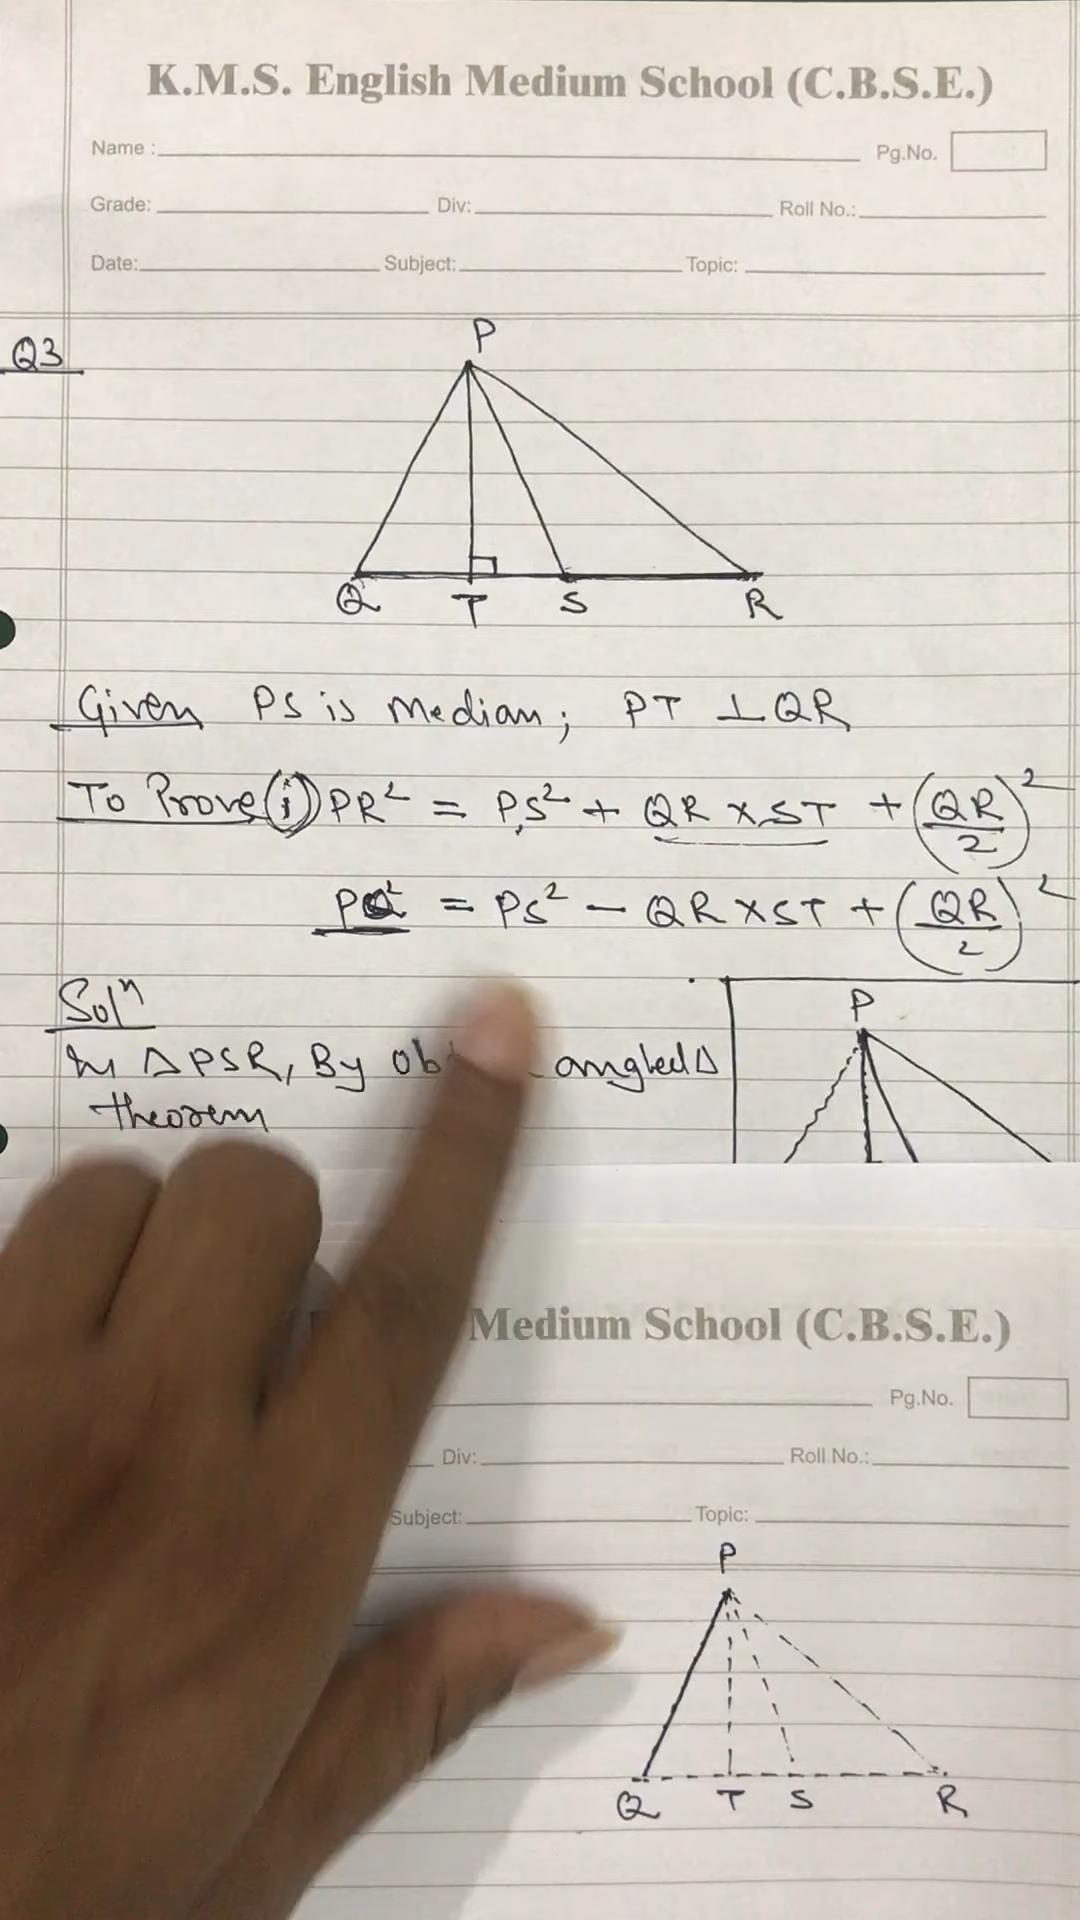 K.M.S. English Medium School (C.B.S.E.)
Name : Pg.No.
Grade: Div: Roll No.:
Date: Subject: Topic:
Q3
P
Q T S R
Given PS is Median; PT ⊥ QR
To Prove (i) PR² = PS² + QR × ST + (QR/2)²
PQ² = PS² - QR × ST + (QR/2)²
Solⁿ
P
In △PSR, By angled △
theorem
Medium School (C.B.S.E.)
Pg.No.
Div: Roll No.:
Subject: Topic:
P
Q T S R